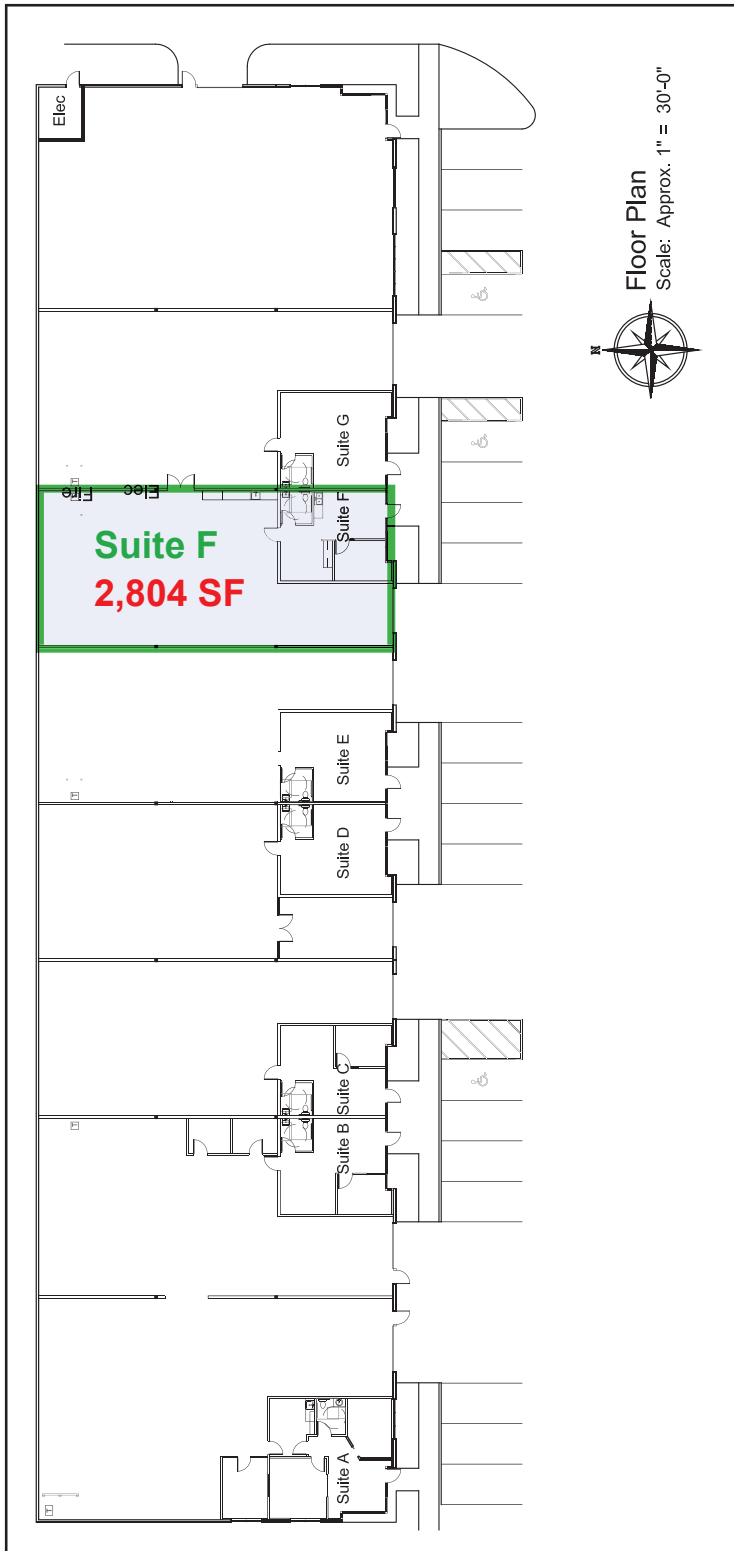 Elec
Floor Plan
Scale: Approx. 1" = 30'-0"
N
Suite G
Fire
Elec
Suite F
Suite F
2,804 SF
Suite E
Suite D
Suite C
Suite B
Suite A